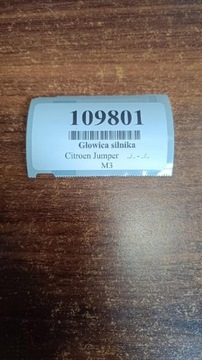 109801
Głowica silnika
Citroen Jumper ./. - ./.
M3